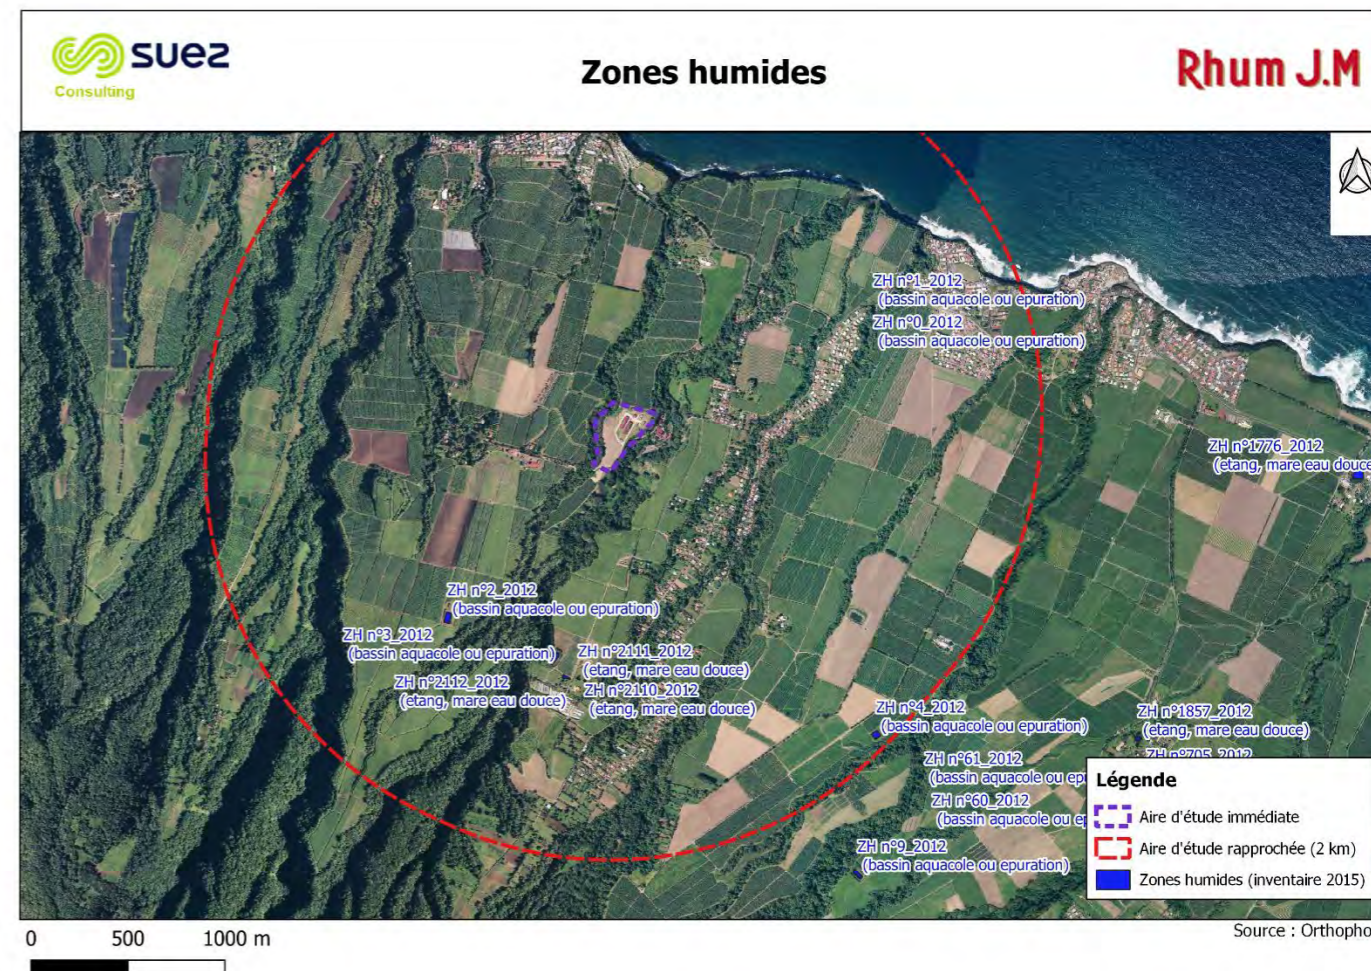 suez
Consulting
Zones humides
Rhum J.M
ZH n°1_2012
(bassin aquacole ou epuration)
ZH n°0_2012
(bassin aquacole ou epuration)
ZH n°1776_2012
(etang, mare eau douce
ZH n°2_2012
(bassin aquacole ou epuration)
ZH n°3_2012
(bassin aquacole ou epuration)
ZH n°2111_2012
(etang, mare eau douce)
ZH n°2112_2012
(etang, mare eau douce)
ZH n°2110_2012
(etang, mare eau douce)
ZH n°4_2012
(bassin aquacole ou epuration)
ZH n°1857_2012
(etang, mare eau douce)
ZH n°705_2012
ZH n°61_2012
(bassin aquacole ou epu
ZH n°60_2012
(bassin aquacole ou ep
ZH n°9_2012
(bassin aquacole ou epuration)
Légende
Aire d'étude immédiate
Aire d'étude rapprochée (2 km)
Zones humides (inventaire 2015)
0 500 1000 m
Source : Orthopho